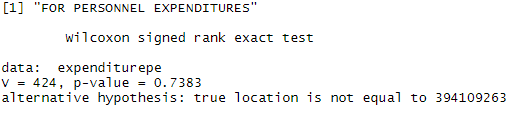 [1] "FOR PERSONNEL EXPENDITURES"
Wilcoxon signed rank exact test
data: expenditurepe
V = 424, p-value = 0.7383
alternative hypothesis: true location is not equal to 394109263